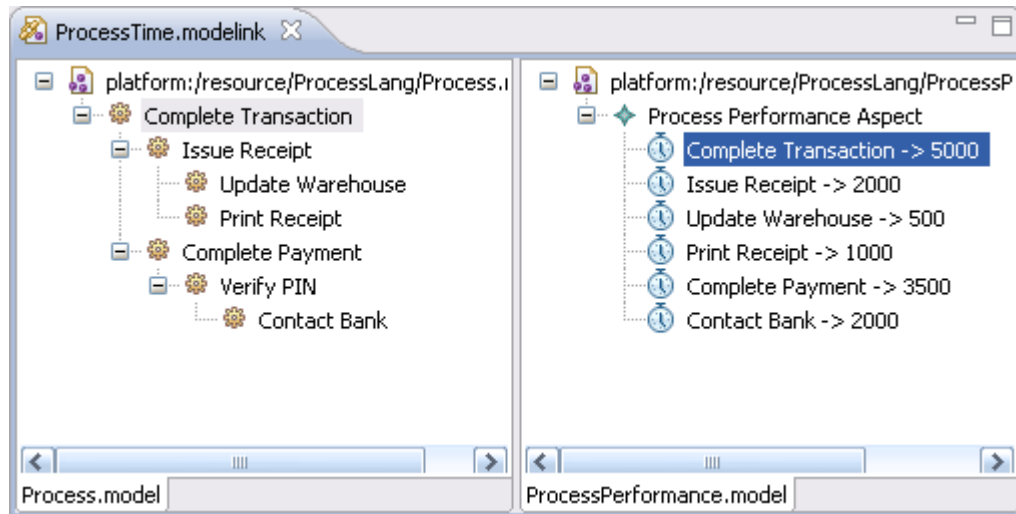 ProcessTime.modelink
platform:/resource/ProcessLang/Process.
Complete Transaction
Issue Receipt
Update Warehouse
Print Receipt
Complete Payment
Verify PIN
Contact Bank
Process.model
platform:/resource/ProcessLang/ProcessP
Process Performance Aspect
Complete Transaction -> 5000
Issue Receipt -> 2000
Update Warehouse -> 500
Print Receipt -> 1000
Complete Payment -> 3500
Contact Bank -> 2000
ProcessPerformance.model